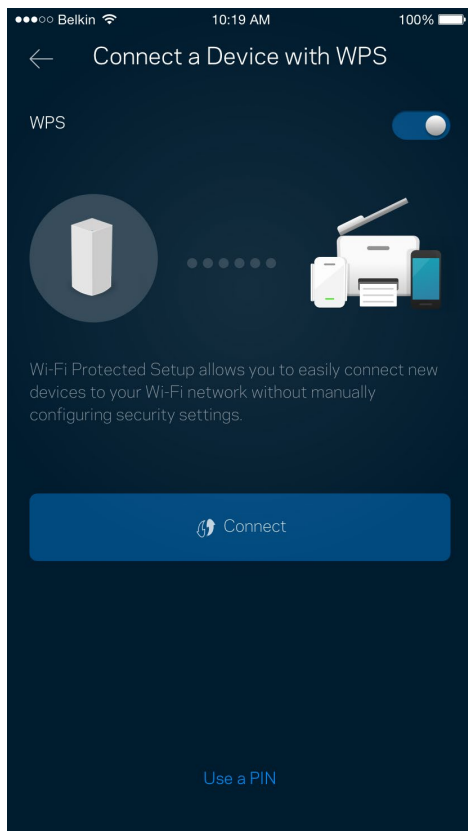 Belkin 10:19 AM 100%
Connect a Device with WPS
WPS
Wi-Fi Protected Setup allows you to easily connect new
devices to your Wi-Fi network without manually
configuring security settings.
Connect
Use a PIN